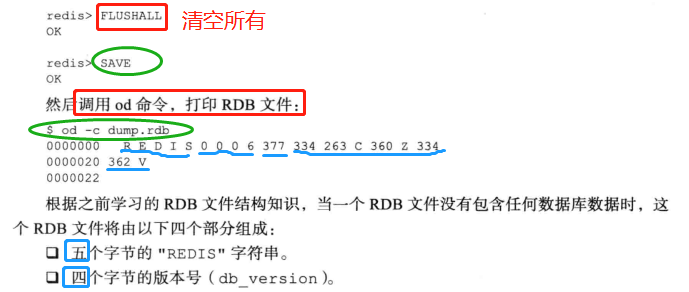 redis> FLUSHALL 清空所有
OK
redis> SAVE
OK
然后调用 od 命令，打印 RDB 文件：
$ od -c dump.rdb
0000000 R E D I S 0 0 0 6 377 334 263 C 360 Z 334
0000020 362 V
0000022
根据之前学习的 RDB 文件结构知识，当一个 RDB 文件没有包含任何数据库数据时，这
个 RDB 文件将由以下四个部分组成：
❑ 五个字节的 "REDIS" 字符串。
❑ 四个字节的版本号（db_version）。